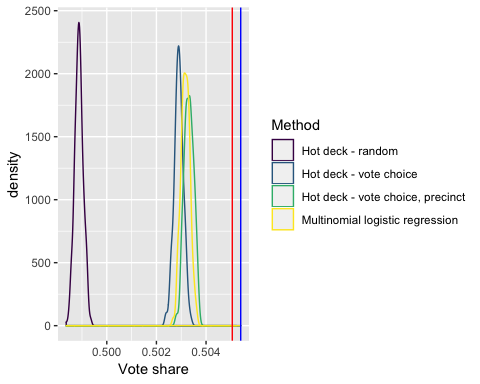 2500
2000
1500
1000
500
0
density
0.500
0.502
0.504
Vote share
Method
Hot deck - random
Hot deck - vote choice
Hot deck - vote choice, precinct
Multinomial logistic regression